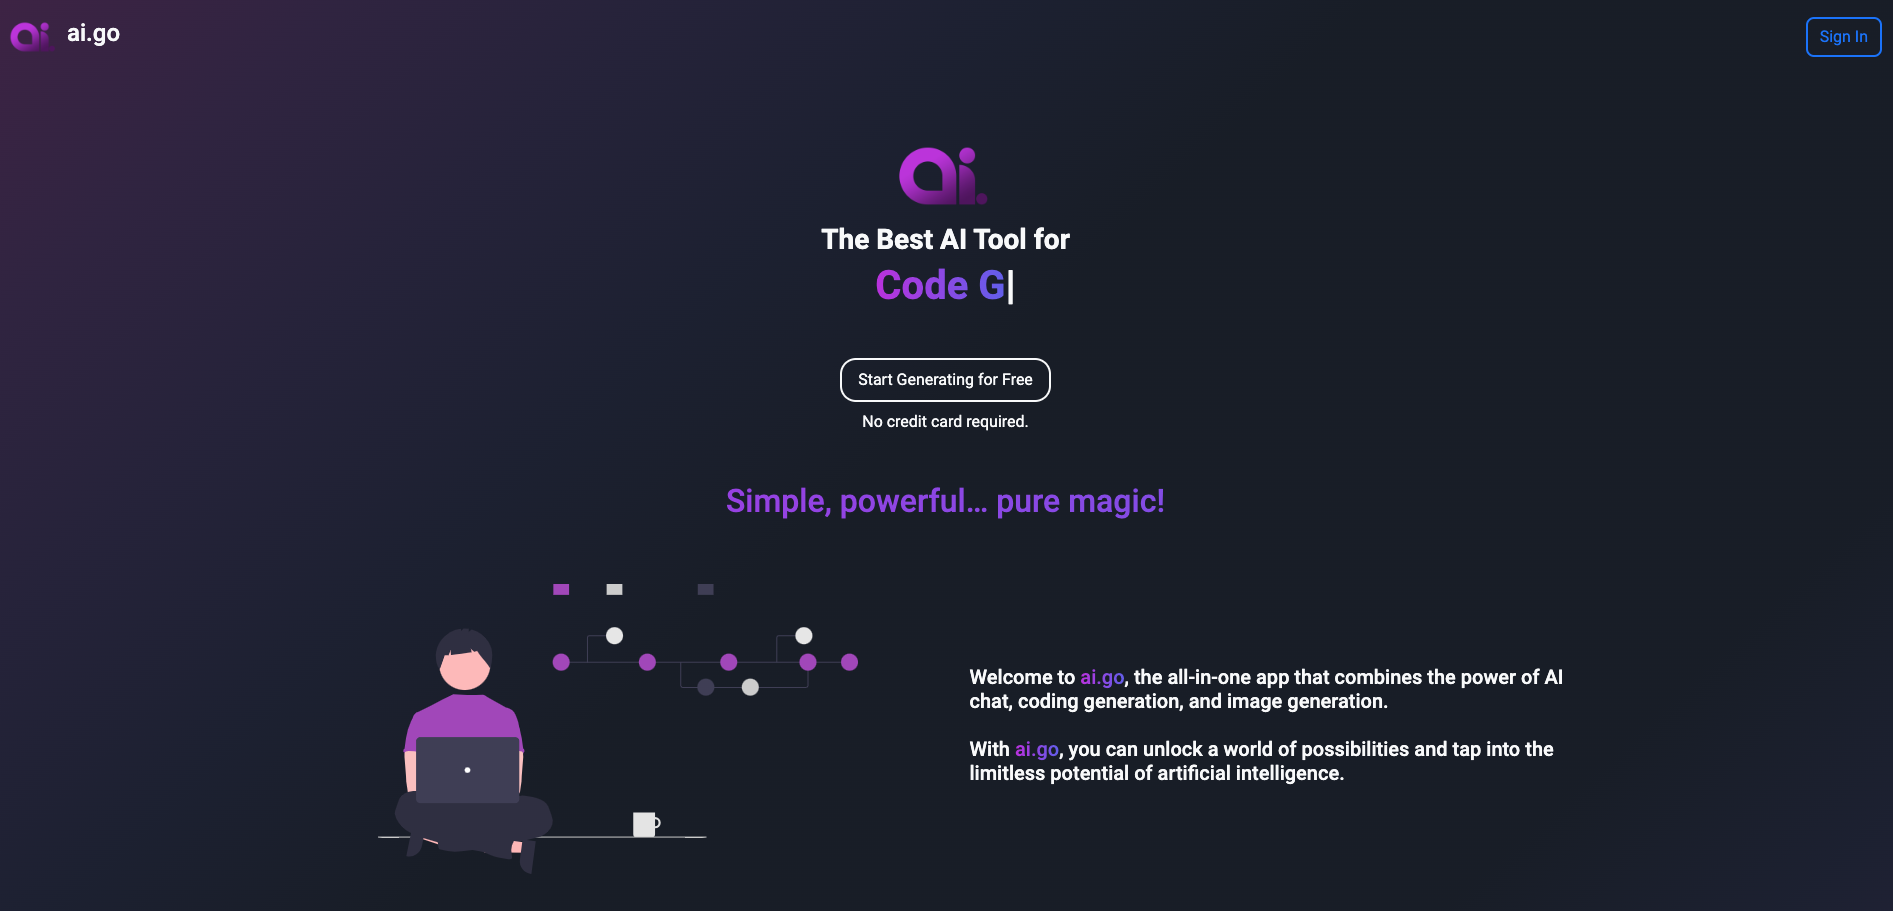 ai.
ai.go
Sign In
ai.
The Best AI Tool for
Code G|
Start Generating for Free
No credit card required.
Simple, powerful... pure magic!
Welcome to ai.go, the all-in-one app that combines the power of AI
chat, coding generation, and image generation.
With ai.go, you can unlock a world of possibilities and tap into the
limitless potential of artificial intelligence.